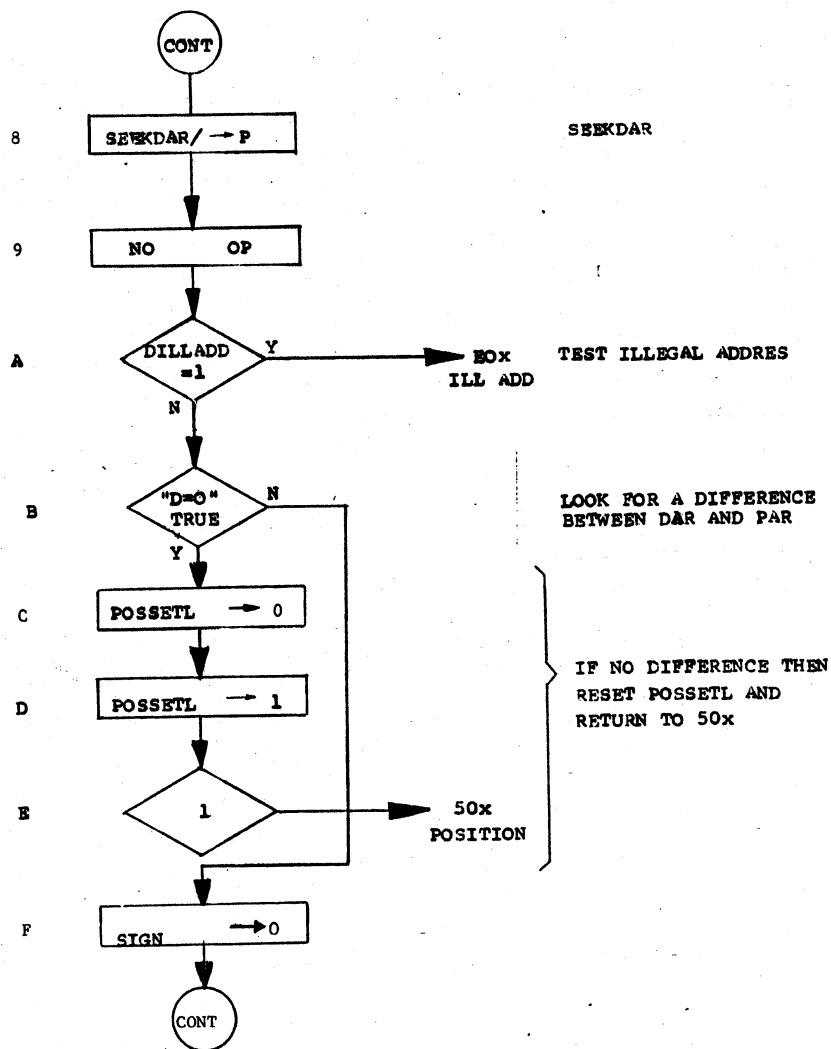 CONT
8 SEEKDAR/ → P SEEKDAR
9 NO OP
A DILLADD Y EOx TEST ILLEGAL ADDRES
=1 ILL ADD
N
B "D=O" N LOOK FOR A DIFFERENCE
TRUE BETWEEN DAR AND PAR
Y
C POSSETL → 0
IF NO DIFFERENCE THEN
D POSSETL → 1 RESET POSSETL AND
RETURN TO 50x
E 1 50x
POSITION
F SIGN → 0
CONT